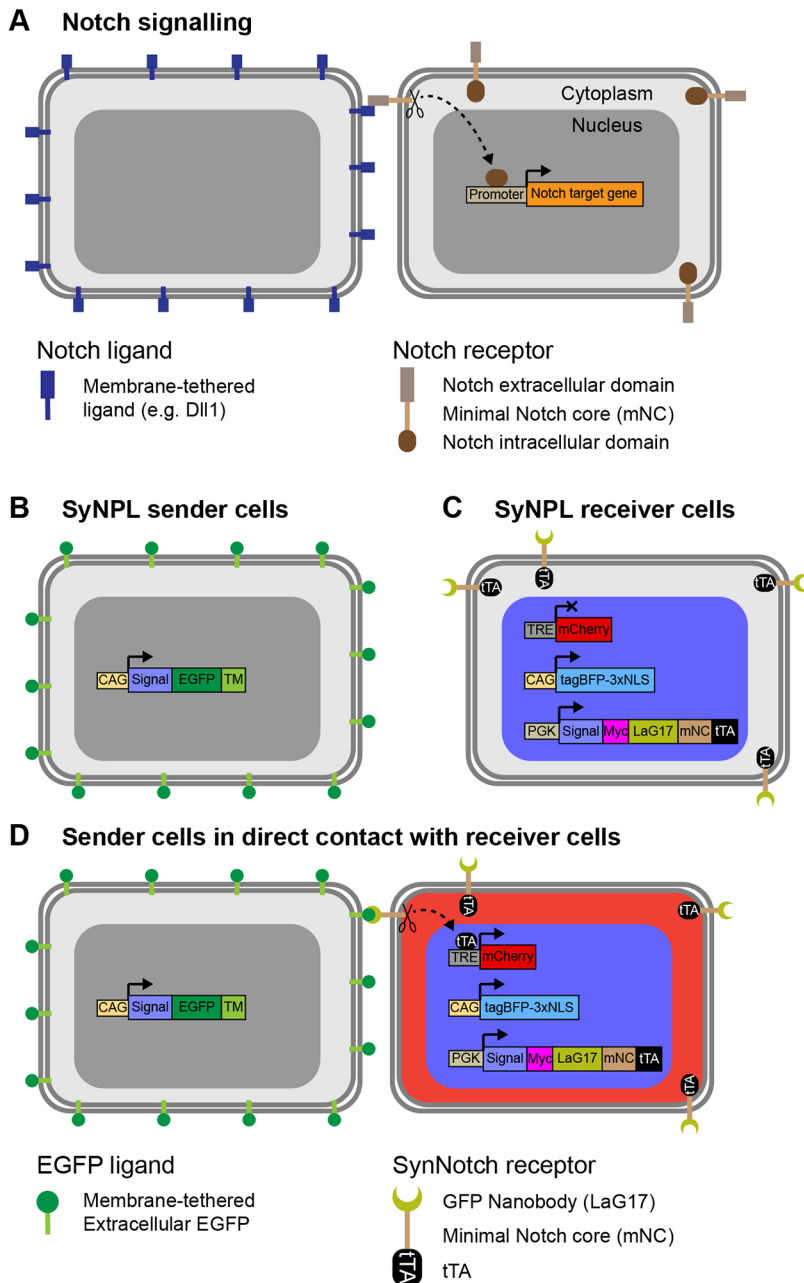 A Notch signalling
Cytoplasm
Nucleus
Promoter Notch target gene
Notch ligand
Membrane-tethered
ligand (e.g. Dll1)
Notch receptor
Notch extracellular domain
Minimal Notch core (mNC)
Notch intracellular domain
B SyNPL sender cells
CAG Signal EGFP TM
C SyNPL receiver cells
tTA
tTA
tTA
TRE mCherry
CAG tagBFP-3xNLS
PGK Signal Myc LaG17 mNC tTA
tTA
D Sender cells in direct contact with receiver cells
CAG Signal EGFP TM
tTA
tTA
tTA
TRE mCherry
CAG tagBFP-3xNLS
PGK Signal Myc LaG17 mNC tTA
tTA
EGFP ligand
Membrane-tethered
Extracellular EGFP
SynNotch receptor
GFP Nanobody (LaG17)
Minimal Notch core (mNC)
tTA
tTA